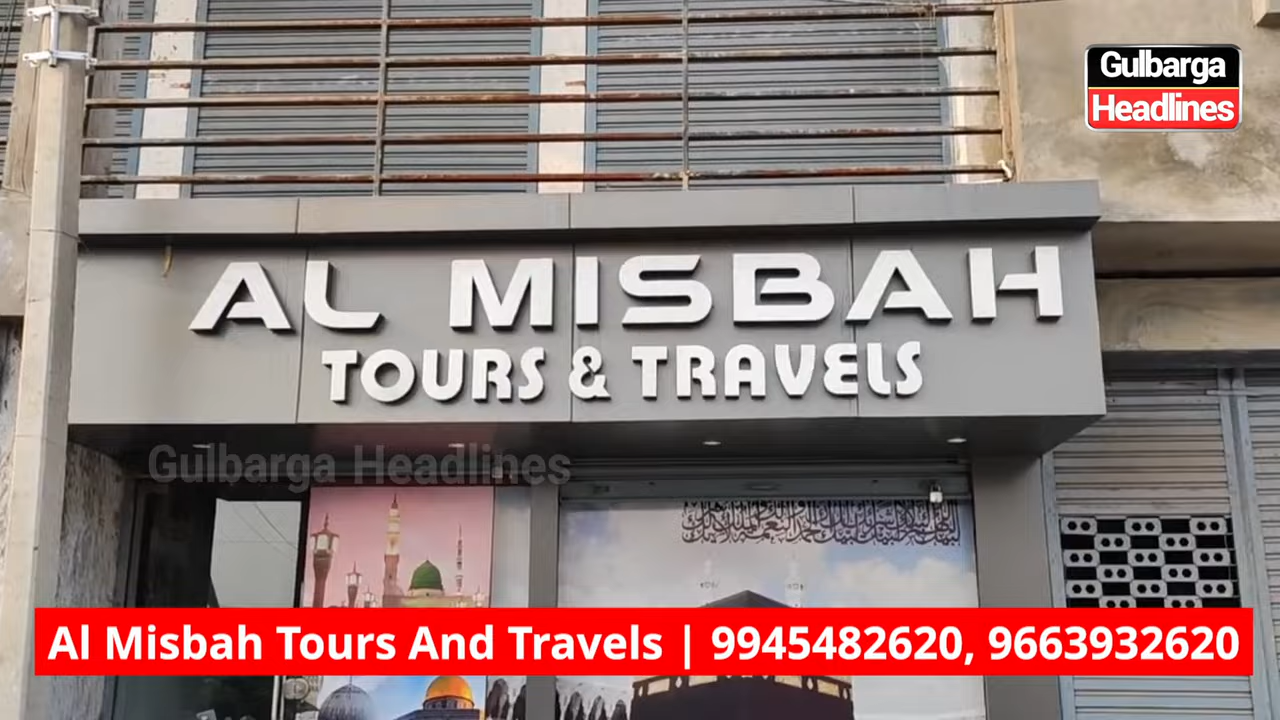 Gulbarga
Headlines
AL MISBAH
TOURS & TRAVELS
Gulbarga Headlines
Al Misbah Tours And Travels | 9945482620, 9663932620